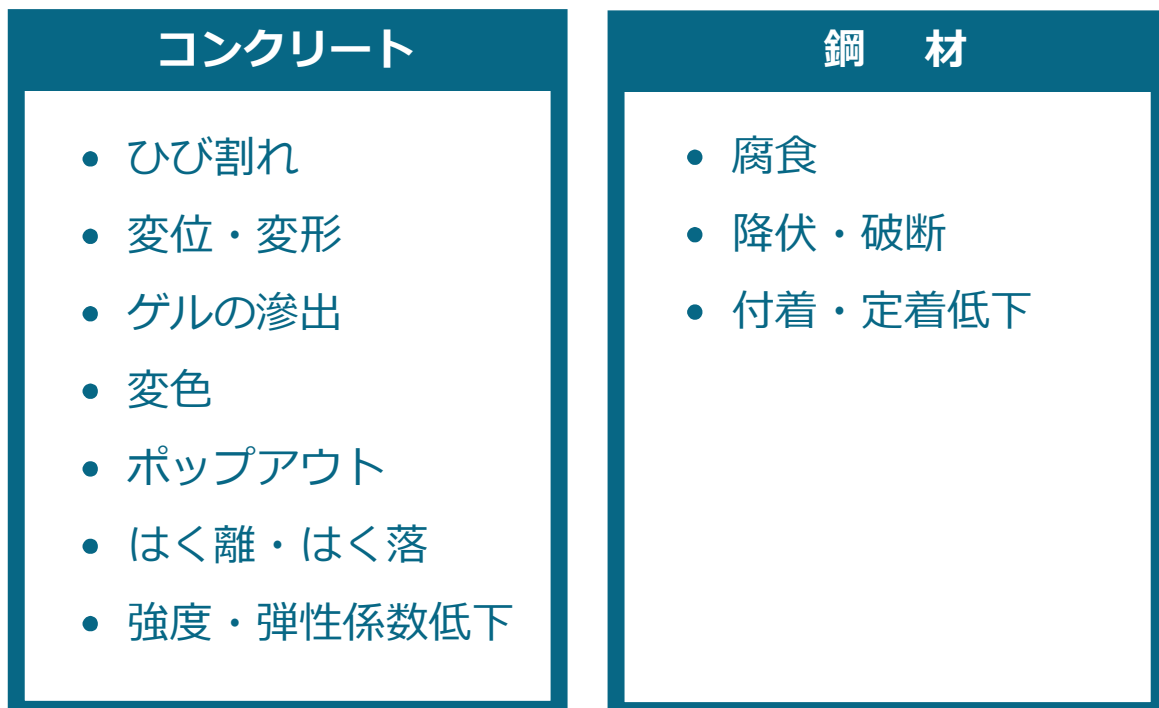 コンクリート
• ひび割れ
• 変位・変形
• ゲルの滲出
• 変色
• ポップアウト
• はく離・はく落
• 強度・弾性係数低下
鋼　材
• 腐食
• 降伏・破断
• 付着・定着低下